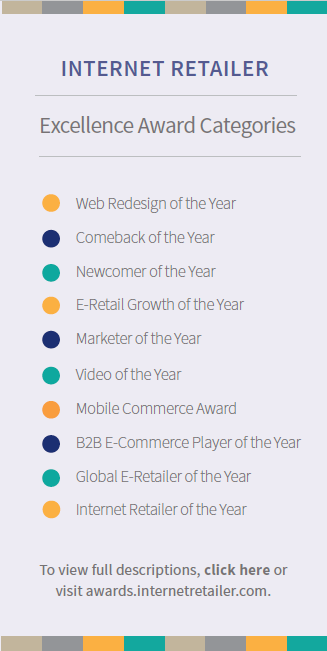 INTERNET RETAILER
Excellence Award Categories
Web Redesign of the Year
Comeback of the Year
Newcomer of the Year
E-Retail Growth of the Year
Marketer of the Year
Video of the Year
Mobile Commerce Award
B2B E-Commerce Player of the Year
Global E-Retailer of the Year
Internet Retailer of the Year
To view full descriptions, click here or
visit awards.internetretailer.com.